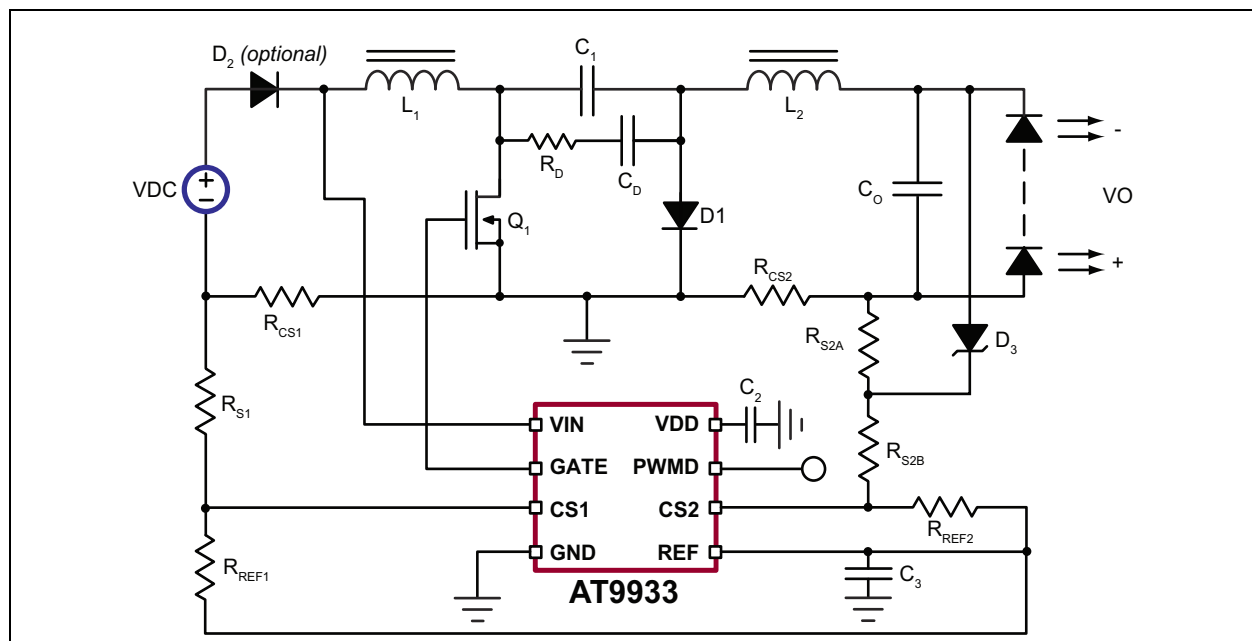 D2 (optional)
L1
C1
L2
RD
CD
VDC
+
−
Q1
D1
CO
-
VO
+
RCS1
RCS2
RS2A
D3
RS1
C2
VIN
VDD
RS2B
GATE
PWMD
CS1
CS2
RREF2
GND
REF
RREF1
C3
AT9933